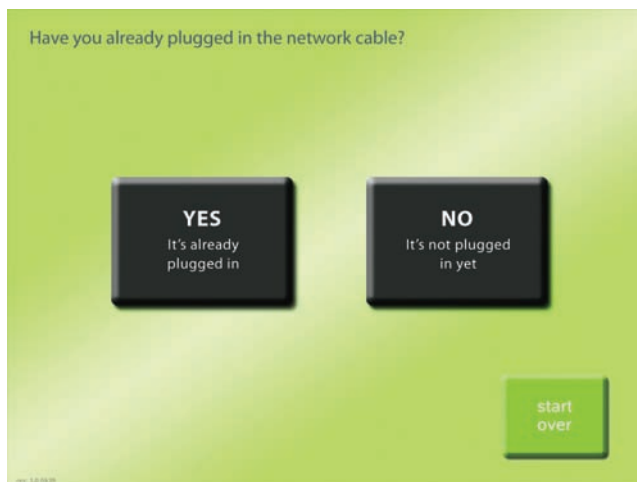 Have you already plugged in the network cable?
YES
It's already
plugged in
NO
It's not plugged
in yet
start
over